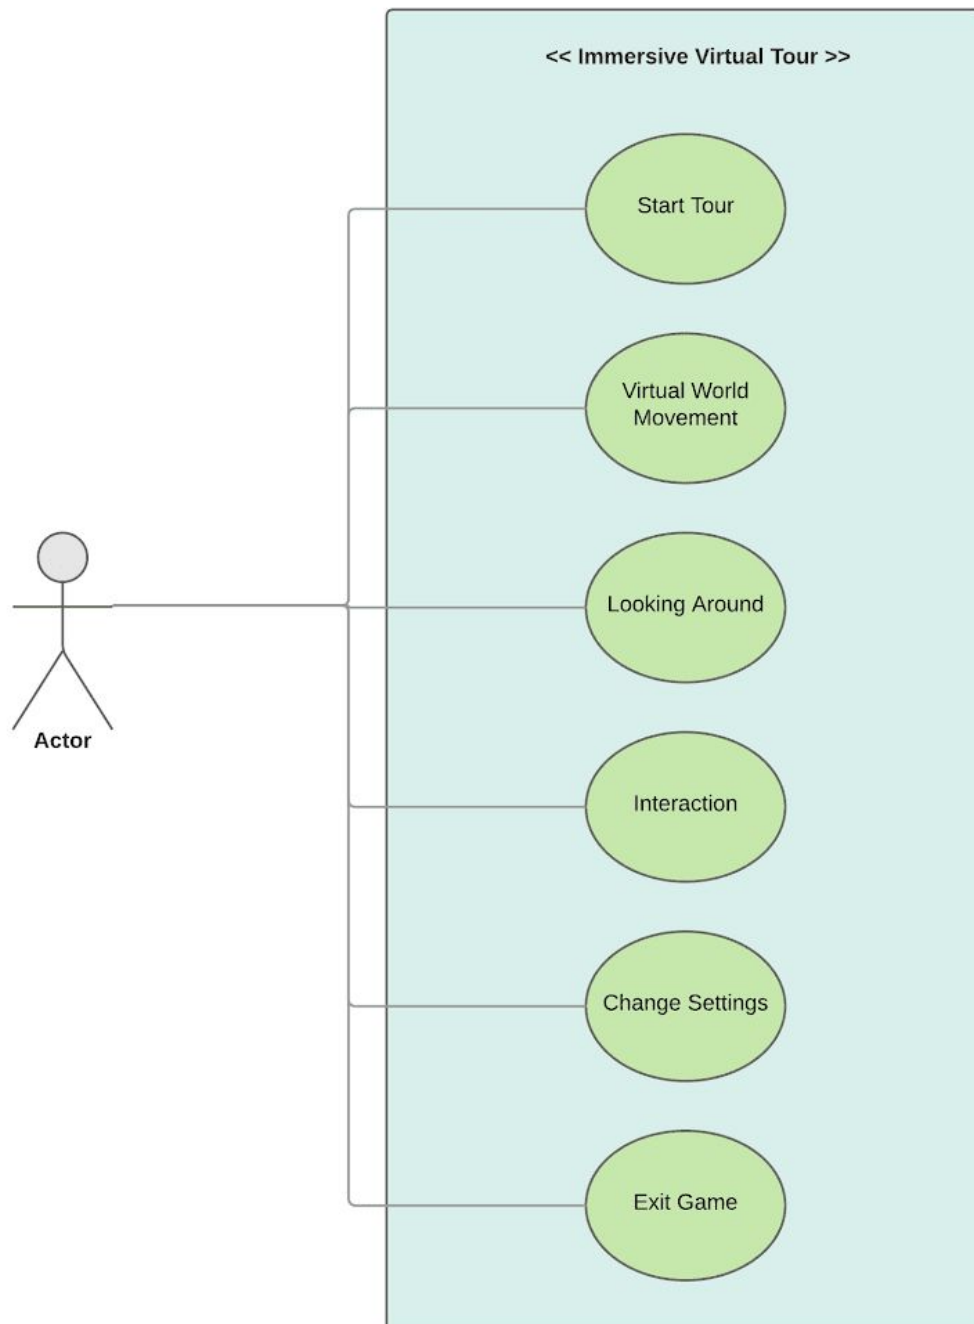 << Immersive Virtual Tour >>
Start Tour
Virtual World
Movement
Looking Around
Actor
Interaction
Change Settings
Exit Game